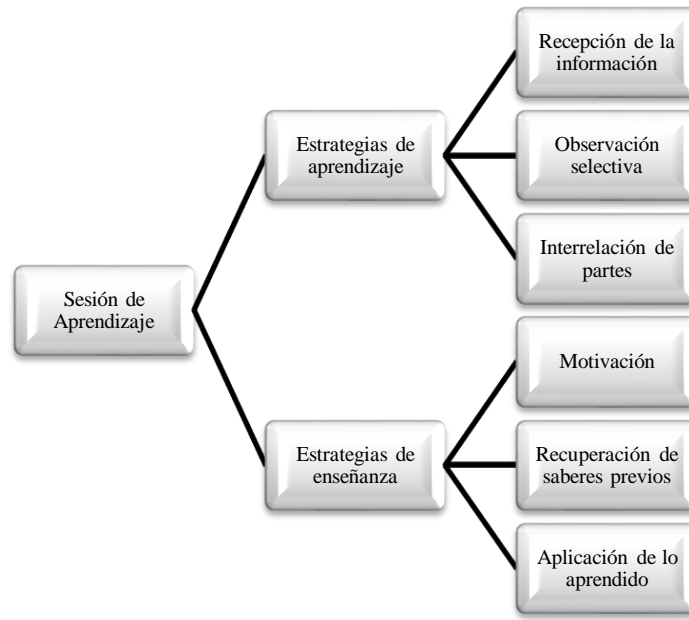 Sesión de
Aprendizaje
Estrategias de
aprendizaje
Recepción de la
información
Observación
selectiva
Interrelación de
partes
Estrategias de
enseñanza
Motivación
Recuperación de
saberes previos
Aplicación de lo
aprendido